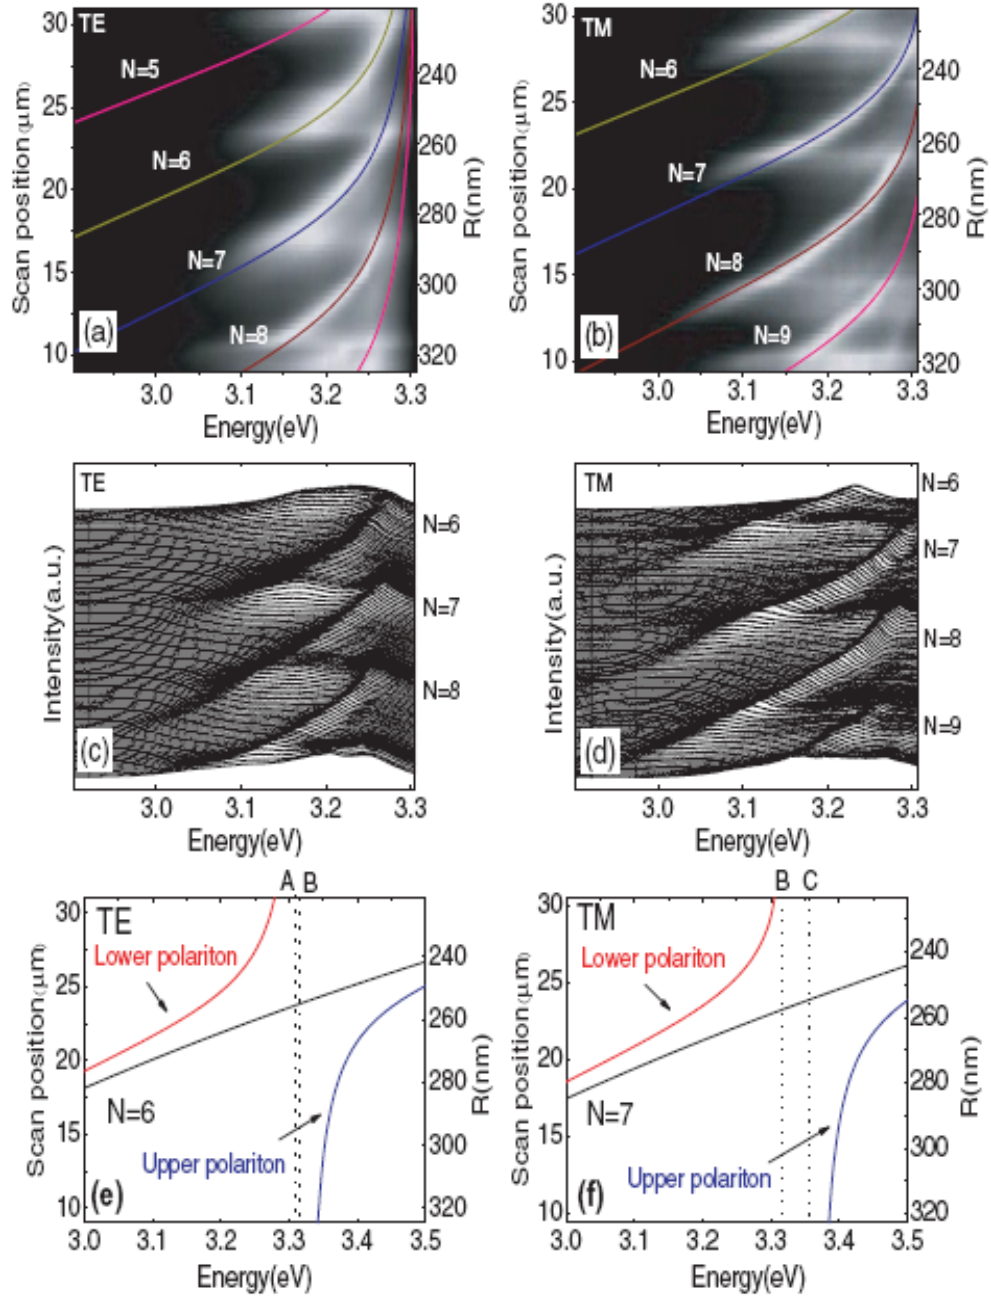 TE
N=5
N=6
N=7
N=8
(a)
30
25
20
15
10
Scan position(μm)
240
260
280
300
320
R(nm)
3.0
3.1
3.2
3.3
Energy(eV)
TM
N=6
N=7
N=8
N=9
(b)
30
25
20
15
10
Scan position(μm)
240
260
280
300
320
R(nm)
3.0
3.1
3.2
3.3
Energy(eV)
TE
N=6
N=7
N=8
(c)
Intensity(a.u.)
3.0
3.1
3.2
3.3
Energy(eV)
TM
N=6
N=7
N=8
N=9
(d)
Intensity(a.u.)
3.0
3.1
3.2
3.3
Energy(eV)
A B
TE
Lower polariton
N=6
Upper polariton
(e)
30
25
20
15
10
Scan position(μm)
240
260
280
300
320
R(nm)
3.0
3.1
3.2
3.3
3.4
3.5
Energy(eV)
B C
TM
Lower polariton
N=7
Upper polariton
(f)
30
25
20
15
10
Scan position(μm)
240
260
280
300
320
R(nm)
3.0
3.1
3.2
3.3
3.4
3.5
Energy(eV)